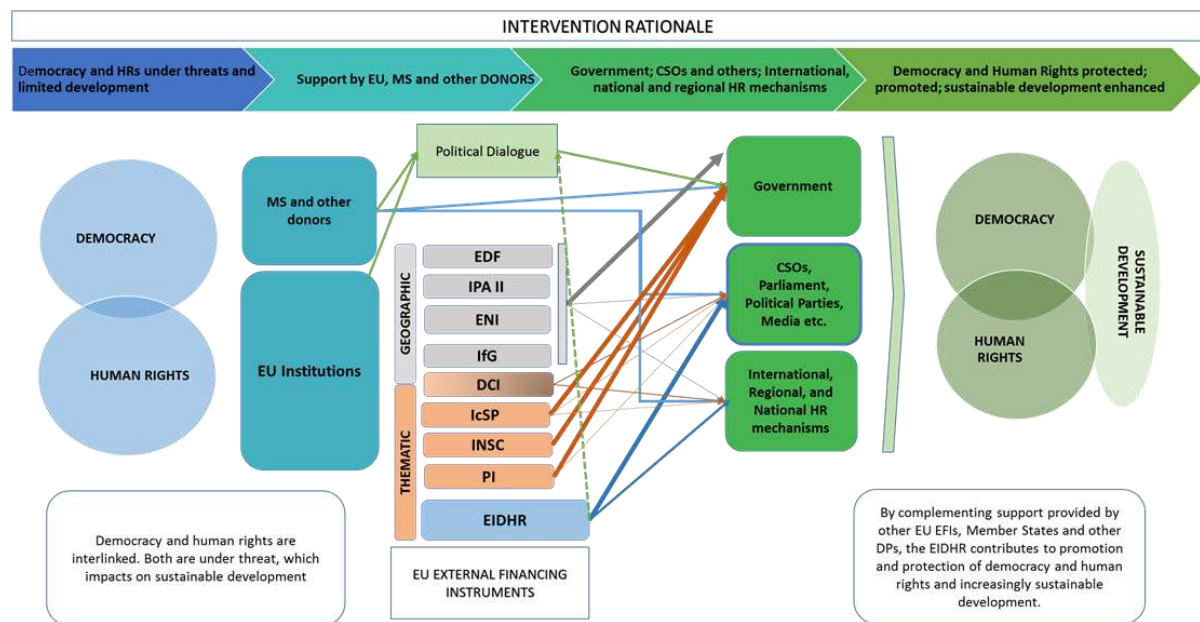 INTERVENTION RATIONALE
Democracy and HRs under threats and
limited development
Support by EU, MS and other DONORS
Government; CSOs and others; International,
national and regional HR mechanisms
Democracy and Human Rights protected;
promoted; sustainable development enhanced
DEMOCRACY
HUMAN RIGHTS
Democracy and human rights are
interlinked. Both are under threat, which
impacts on sustainable development
MS and other
donors
EU Institutions
Political Dialogue
GEOGRAPHIC
EDF
IPA II
ENI
IfG
DCI
THEMATIC
IcSP
INSC
PI
EIDHR
EU EXTERNAL FINANCING
INSTRUMENTS
Government
CSOs,
Parliament,
Political Parties,
Media etc.
International,
Regional, and
National HR
mechanisms
DEMOCRACY
HUMAN
RIGHTS
SUSTAINABLE
DEVELOPMENT
By complementing support provided by
other EU EFIs, Member States and other
DPs, the EIDHR contributes to promotion
and protection of democracy and human
rights and increasingly sustainable
development.